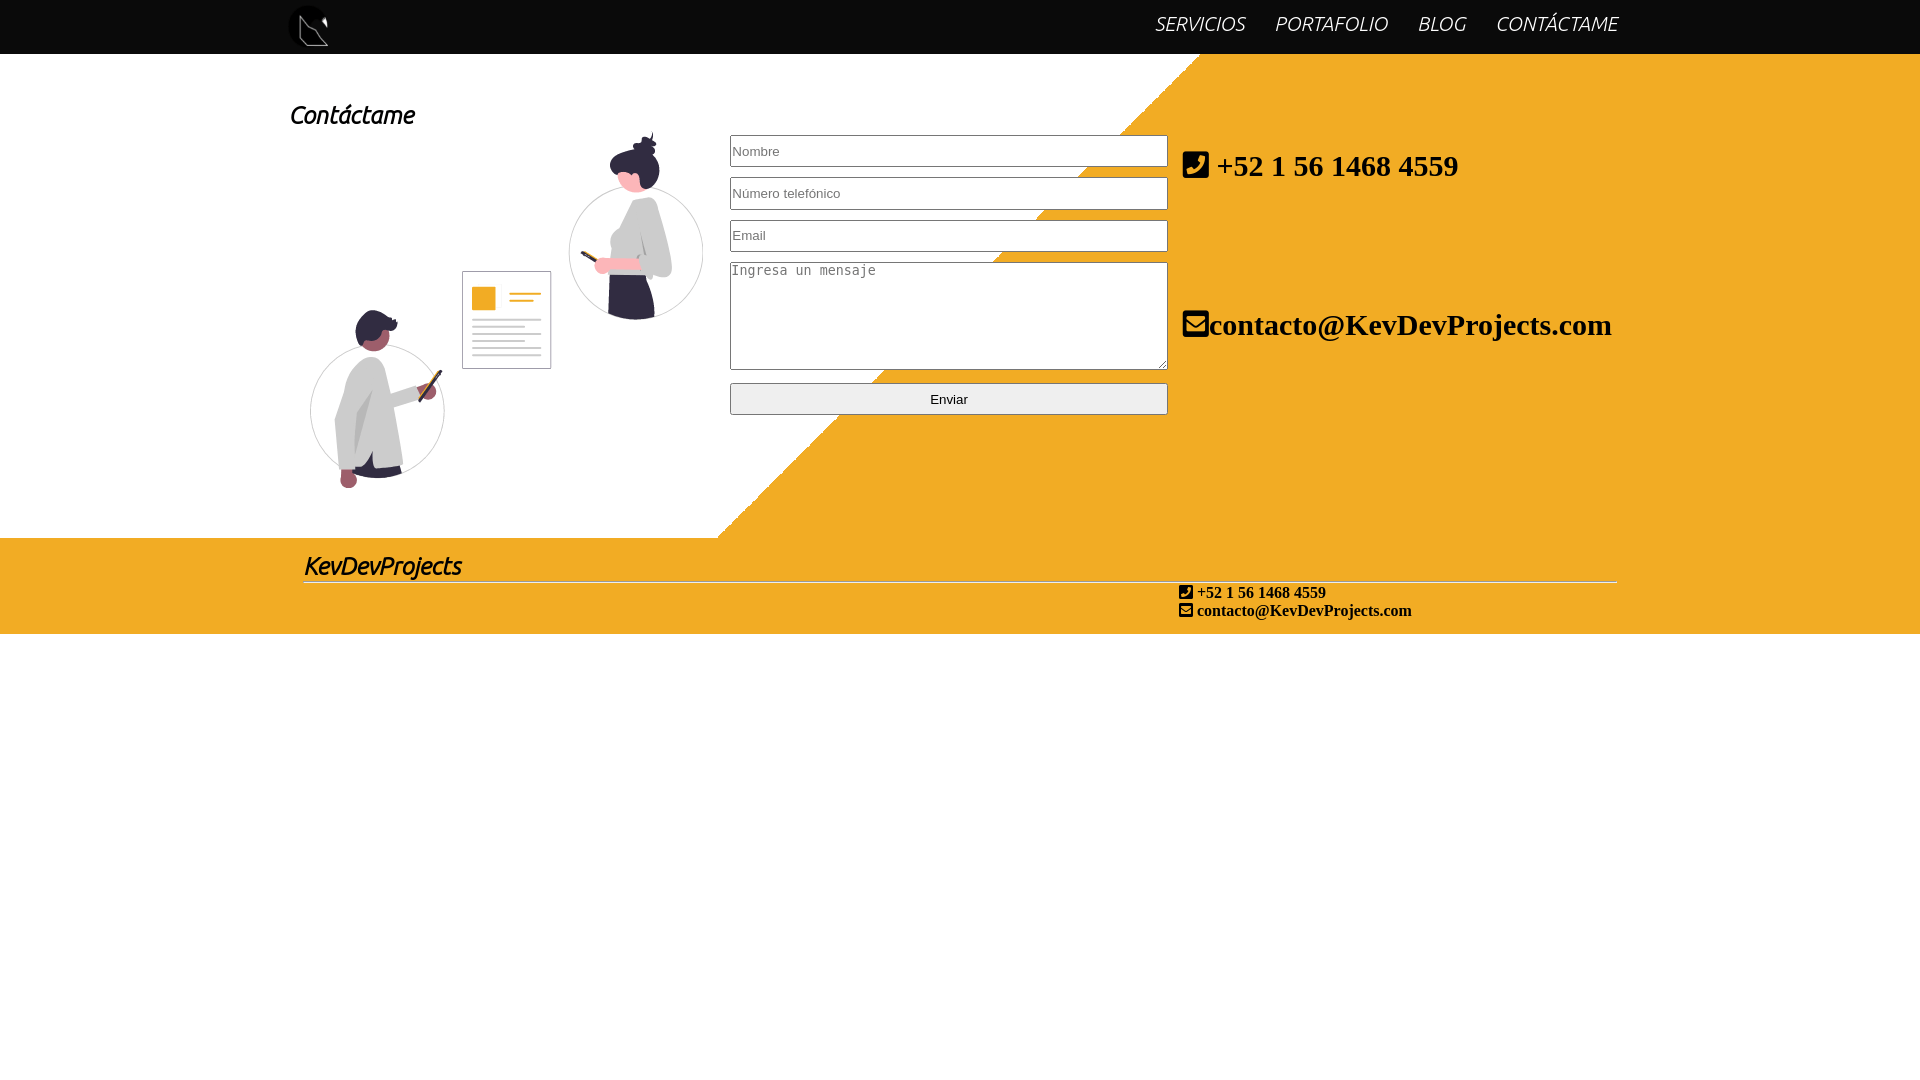 SERVICIOS PORTAFOLIO BLOG CONTÁCTAME
Contáctame
Nombre
Número telefónico
Email
Ingresa un mensaje
Enviar
+52 1 56 1468 4559
contacto@KevDevProjects.com
KevDevProjects
+52 1 56 1468 4559
contacto@KevDevProjects.com